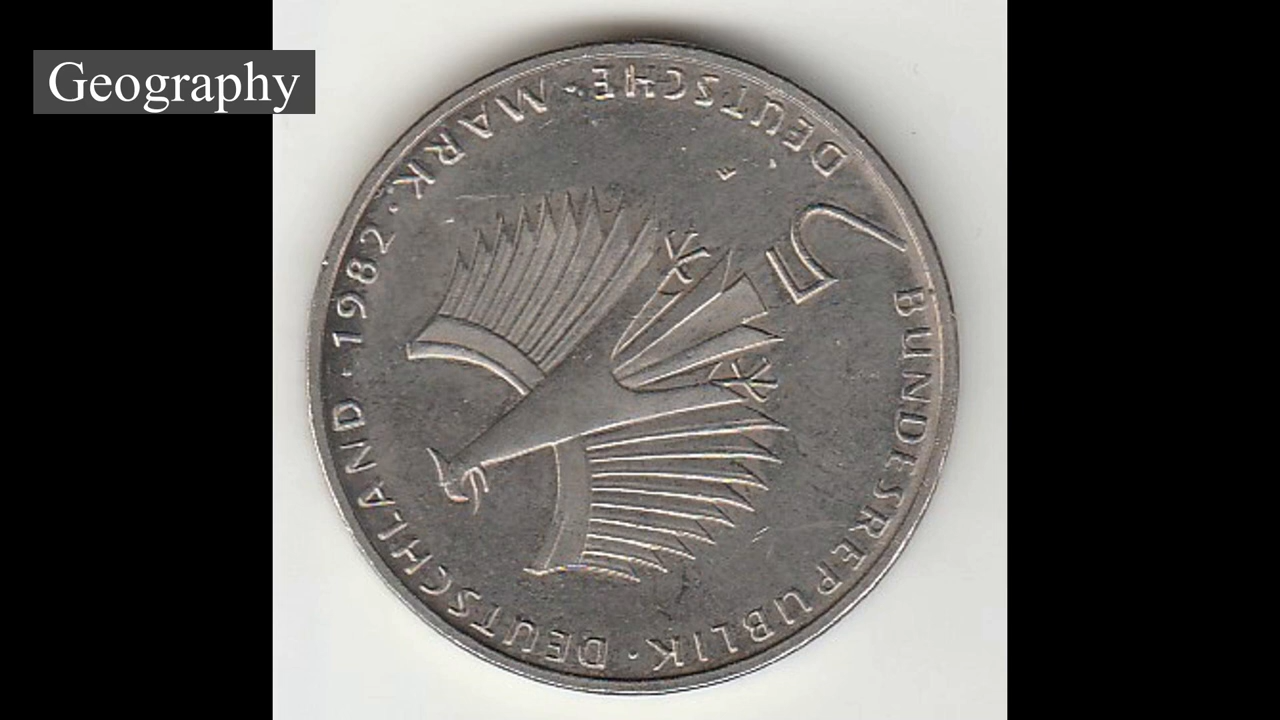 Geography
BUNDESREPUBLIK · DEUTSCHLAND · 1982
5
DEUTSCHE · MARK ·